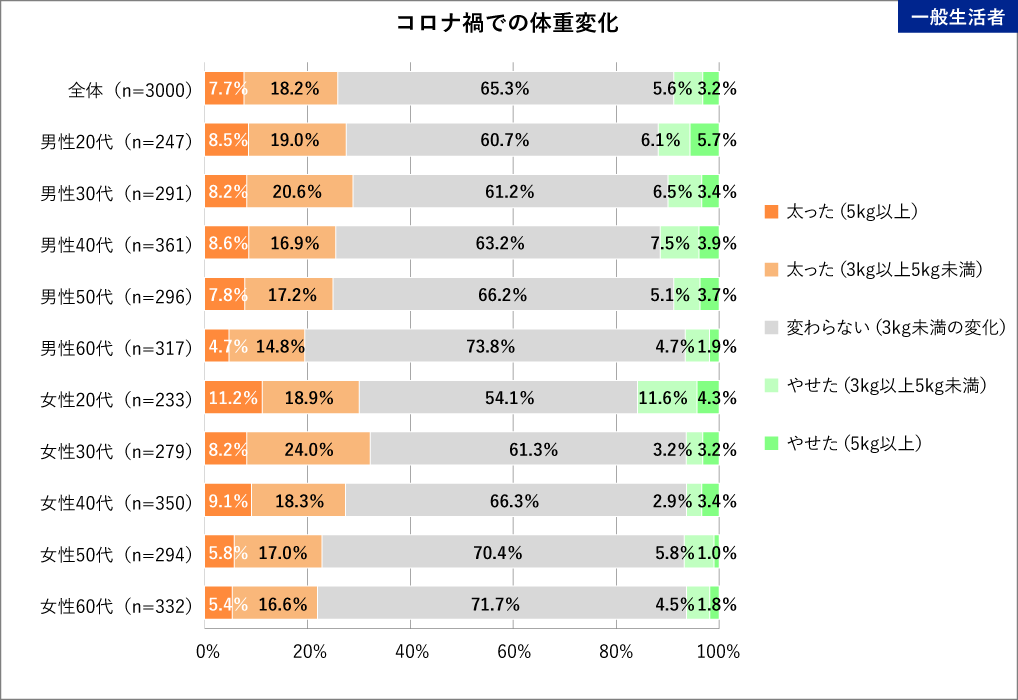 コロナ禍での体重変化
一般生活者
全体（n=3000） 7.7% 18.2% 65.3% 5.6% 3.2%
男性20代（n=247） 8.5% 19.0% 60.7% 6.1% 5.7%
男性30代（n=291） 8.2% 20.6% 61.2% 6.5% 3.4%
男性40代（n=361） 8.6% 16.9% 63.2% 7.5% 3.9%
男性50代（n=296） 7.8% 17.2% 66.2% 5.1% 3.7%
男性60代（n=317） 4.7% 14.8% 73.8% 4.7% 1.9%
女性20代（n=233） 11.2% 18.9% 54.1% 11.6% 4.3%
女性30代（n=279） 8.2% 24.0% 61.3% 3.2% 3.2%
女性40代（n=350） 9.1% 18.3% 66.3% 2.9% 3.4%
女性50代（n=294） 5.8% 17.0% 70.4% 5.8% 1.0%
女性60代（n=332） 5.4% 16.6% 71.7% 4.5% 1.8%
0% 20% 40% 60% 80% 100%
太った（5kg以上）
太った（3kg以上5kg未満）
変わらない（3kg未満の変化）
やせた（3kg以上5kg未満）
やせた（5kg以上）